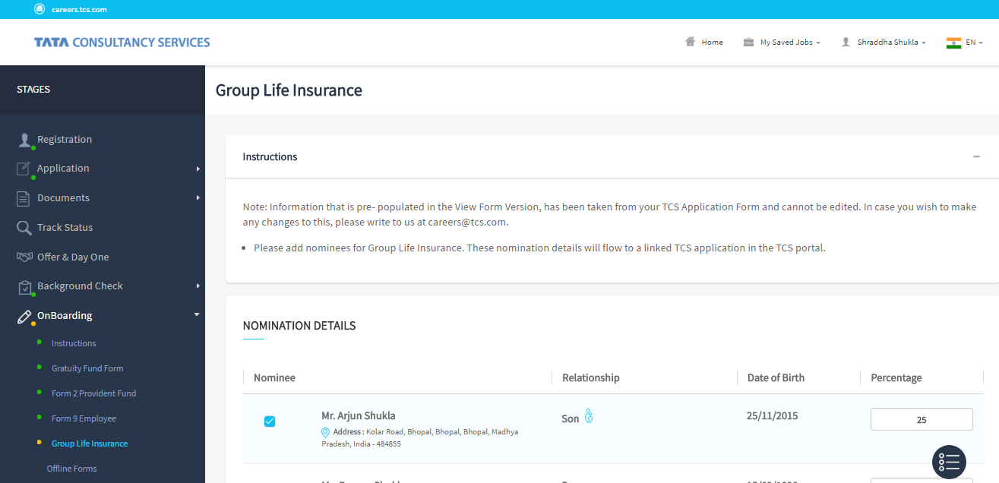 careers.tcs.com
TATA CONSULTANCY SERVICES
Home
My Saved Jobs
Shraddha Shukla
EN
STAGES
Registration
Application
Documents
Track Status
Offer & Day One
Background Check
OnBoarding
Instructions
Gratuity Fund Form
Form 2 Provident Fund
Form 9 Employee
Group Life Insurance
Offline Forms
Group Life Insurance
Instructions
Note: Information that is pre- populated in the View Form Version, has been taken from your TCS Application Form and cannot be edited. In case you wish to make
any changes to this, please write to us at careers@tcs.com.
Please add nominees for Group Life Insurance. These nomination details will flow to a linked TCS application in the TCS portal.
NOMINATION DETAILS
Nominee Relationship Date of Birth Percentage
Mr. Arjun Shukla Son 25/11/2015 25
Address : Kolar Road, Bhopal, Bhopal, Bhopal, Madhya
Pradesh, India - 484855